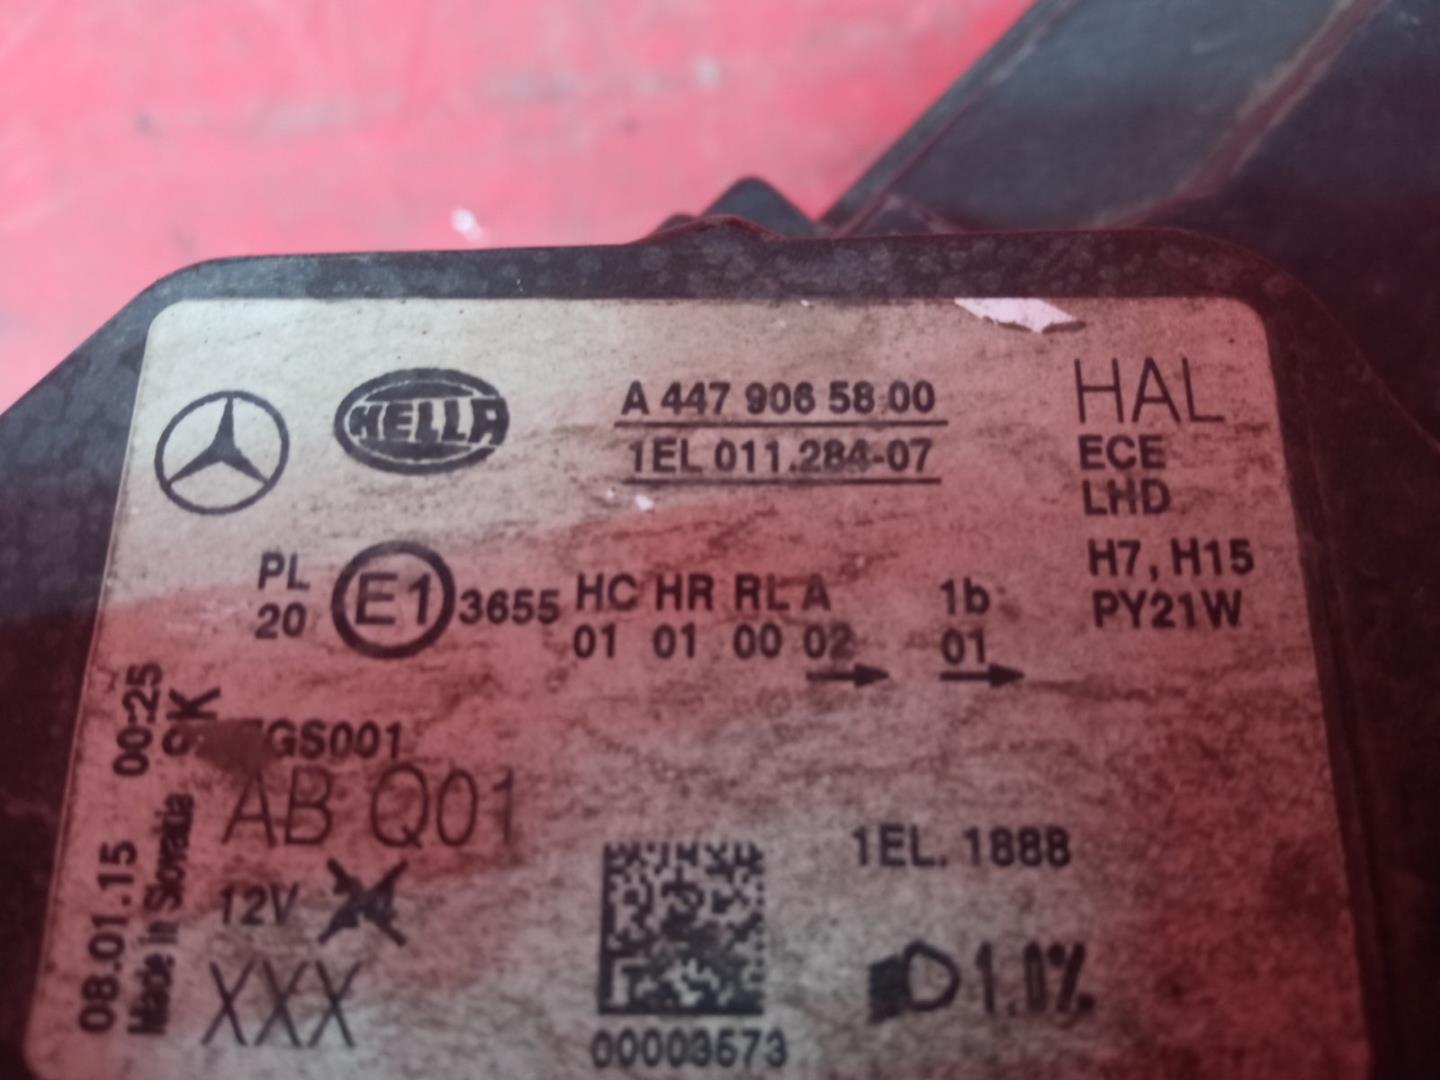 HELLA
A 447 906 58 00
1EL 011.284-07
HAL
ECE
LHD
H7, H15
PY21W
PL
20
E1
3655
HC HR RL A 1b
01 01 00 02 01
08.01.15 00:25
Made in Slovakia SK
GS001
AB Q01
12V
XXX
00003573
1EL. 1888
1.0%